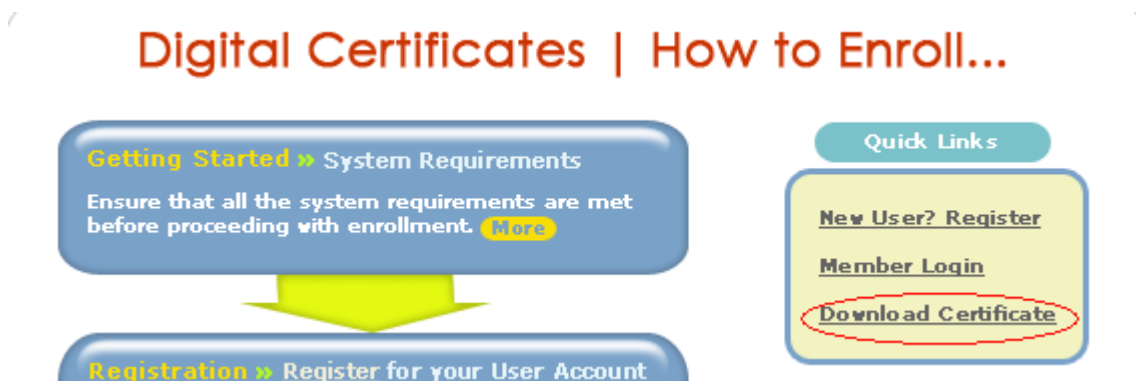 Digital Certificates | How to Enroll...
Getting Started » System Requirements
Ensure that all the system requirements are met
before proceeding with enrollment. More
Registration » Register for your User Account
Quick Links
New User? Register
Member Login
Download Certificate